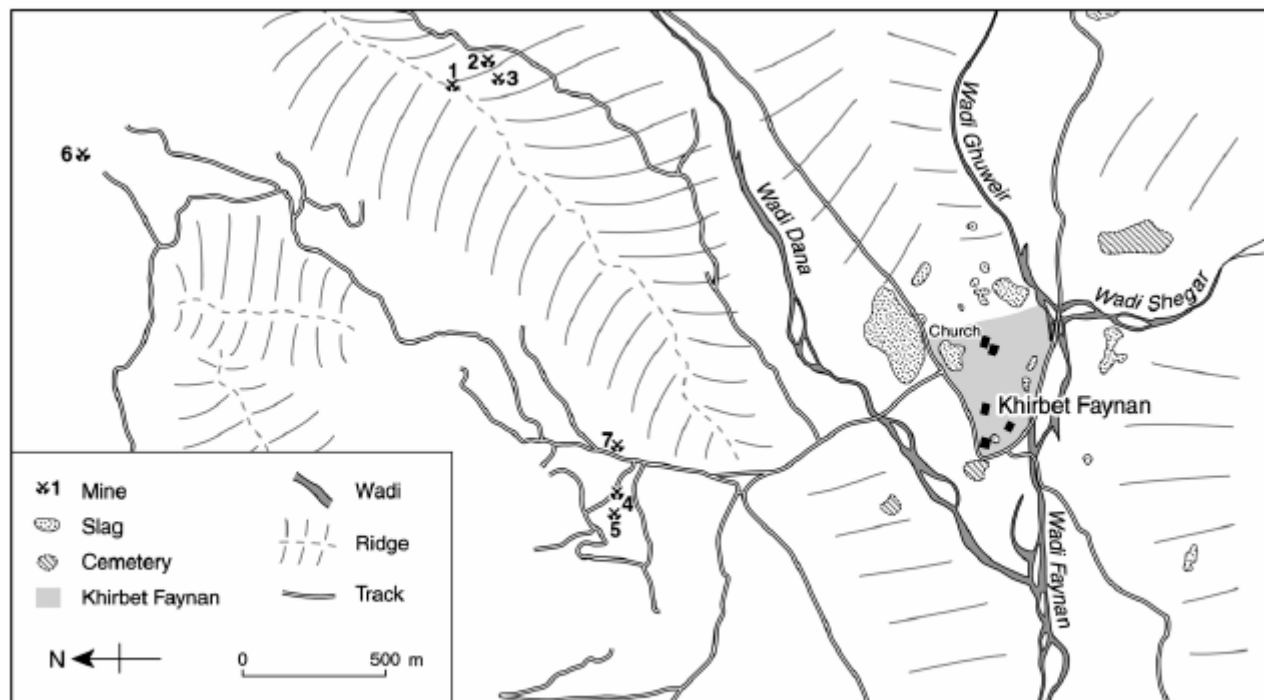 1
2
3
6
Wadi Dana
Wadi Ghuweir
Wadi Shegar
Church
Khirbet Faynan
7
4
5
Wadi Faynan
1 Mine
Slag
Cemetery
Khirbet Faynan
Wadi
Ridge
Track
N
0 500 m